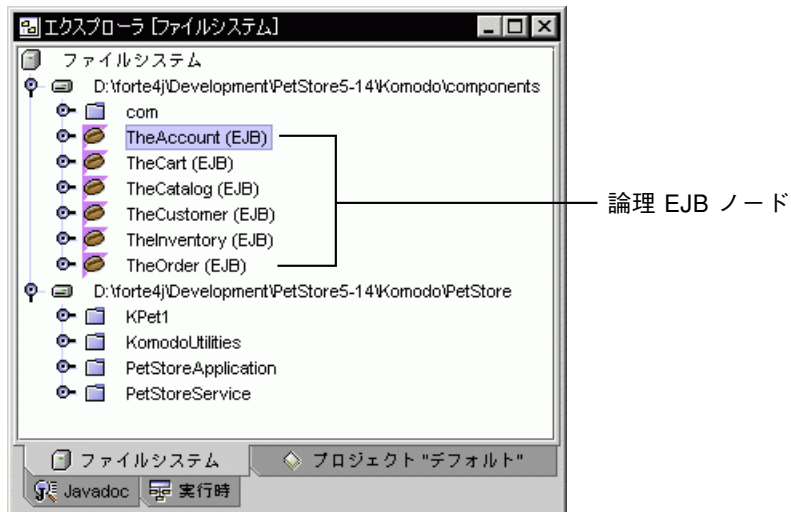 エクスプローラ [ファイルシステム]
ファイルシステム
D:\forte4j\Development\PetStore5-14\Komodo\components
com
TheAccount (EJB)
TheCart (EJB)
TheCatalog (EJB)
TheCustomer (EJB)
TheInventory (EJB)
TheOrder (EJB)
論理 EJB ノード
D:\forte4j\Development\PetStore5-14\Komodo\PetStore
KPet1
KomodoUtilities
PetStoreApplication
PetStoreService
ファイルシステム
プロジェクト "デフォルト"
Javadoc
実行時